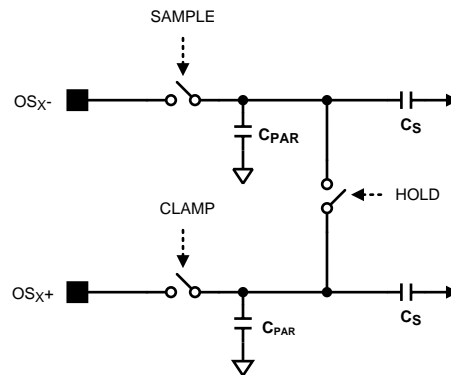 SAMPLE
OSX-
CPAR
CS
HOLD
CLAMP
OSX+
CPAR
CS